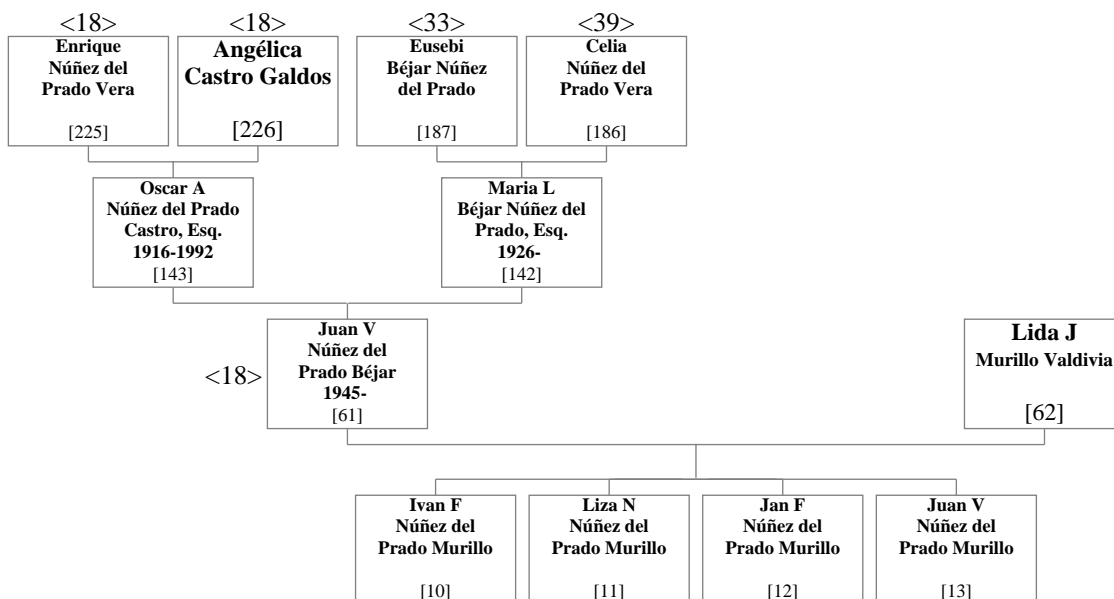 <18>
<18>
<33>
<39>
Enrique
Núñez del
Prado Vera
[225]
Angélica
Castro Galdos
[226]
Eusebi
Béjar Núñez
del Prado
[187]
Celia
Núñez del
Prado Vera
[186]
Oscar A
Núñez del Prado
Castro, Esq.
1916-1992
[143]
Maria L
Béjar Núñez del
Prado, Esq.
1926-
[142]
<18>
Juan V
Núñez del
Prado Béjar
1945-
[61]
Lida J
Murillo Valdivia
[62]
Ivan F
Núñez del
Prado Murillo
[10]
Liza N
Núñez del
Prado Murillo
[11]
Jan F
Núñez del
Prado Murillo
[12]
Juan V
Núñez del
Prado Murillo
[13]